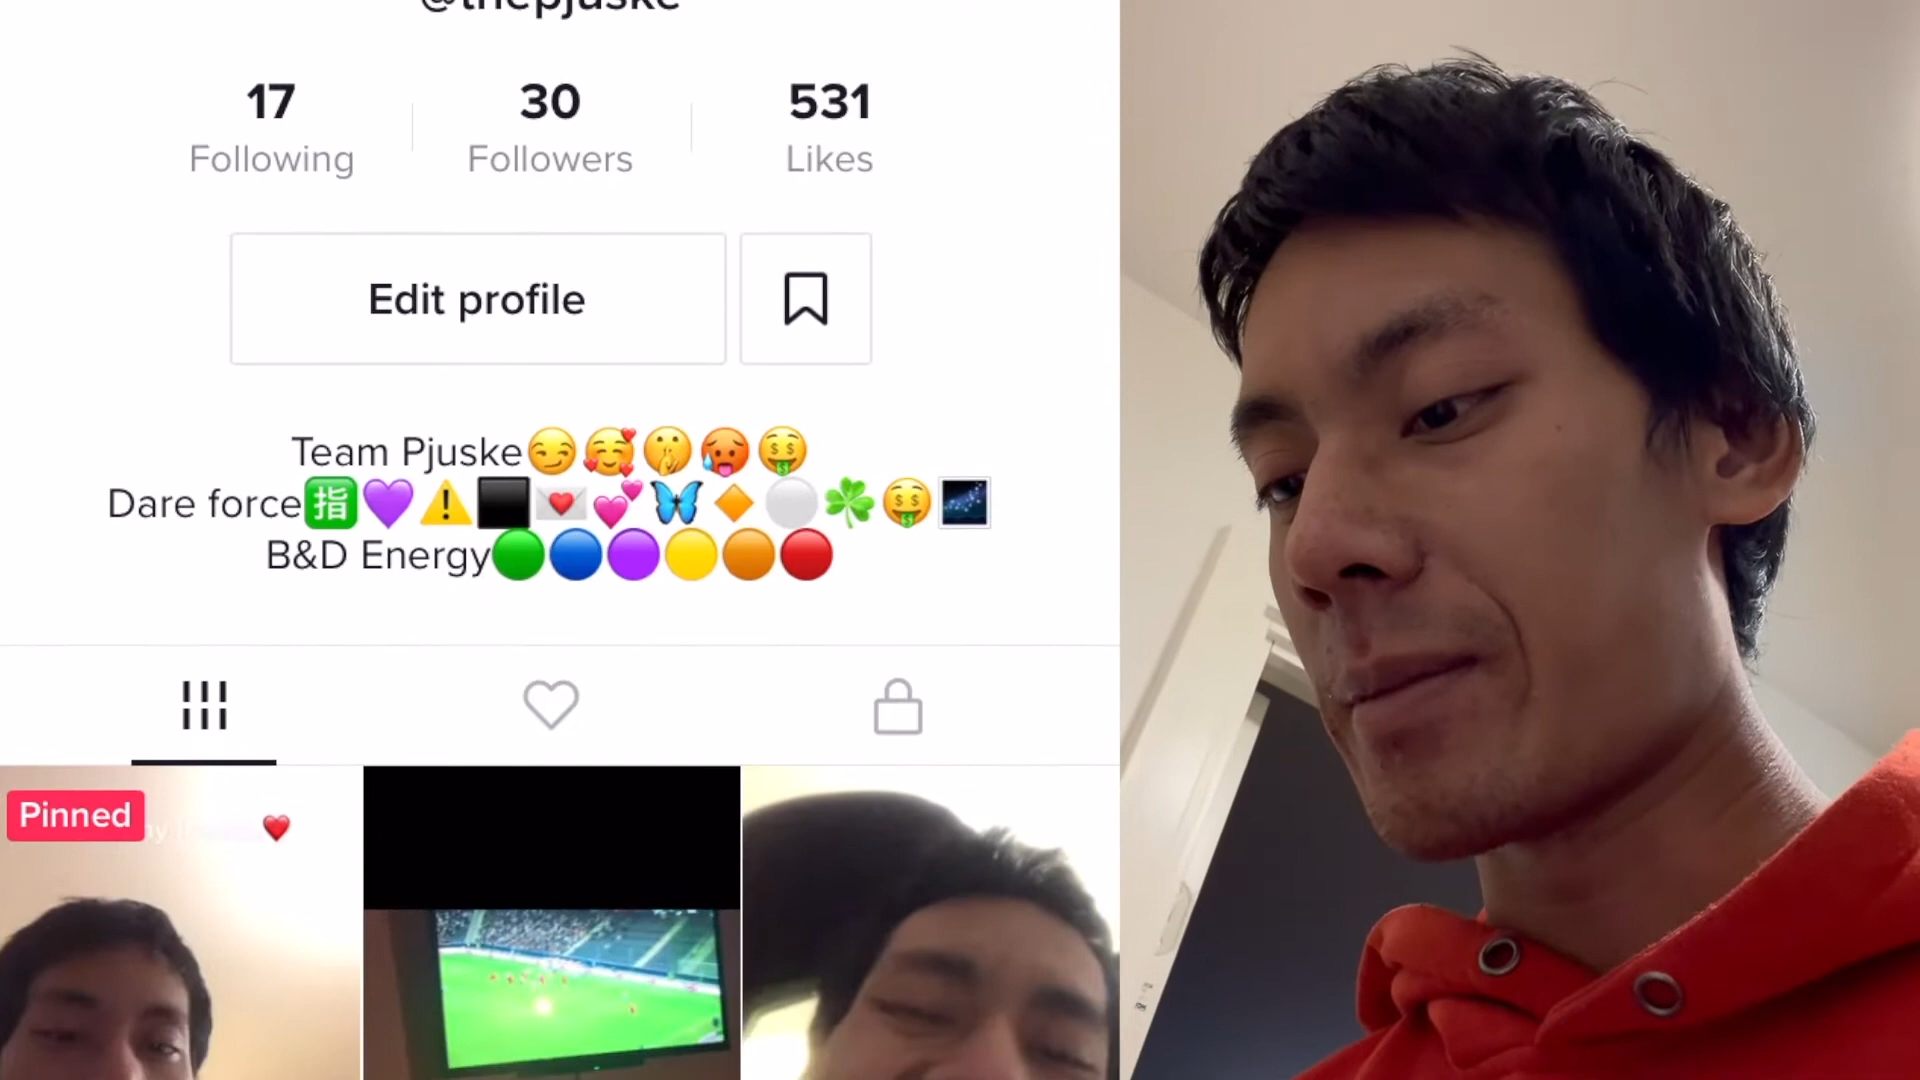 @thepjuske
17
Following
30
Followers
531
Likes
Edit profile
Team Pjuske😏🥰🤫🥵🤑
Dare force🈯💜⚠️⬛💌💕🦋🔸⚪☘️🤑🌌
B&D Energy🟢🔵🟣🟡🟠🔴
Pinned
❤️